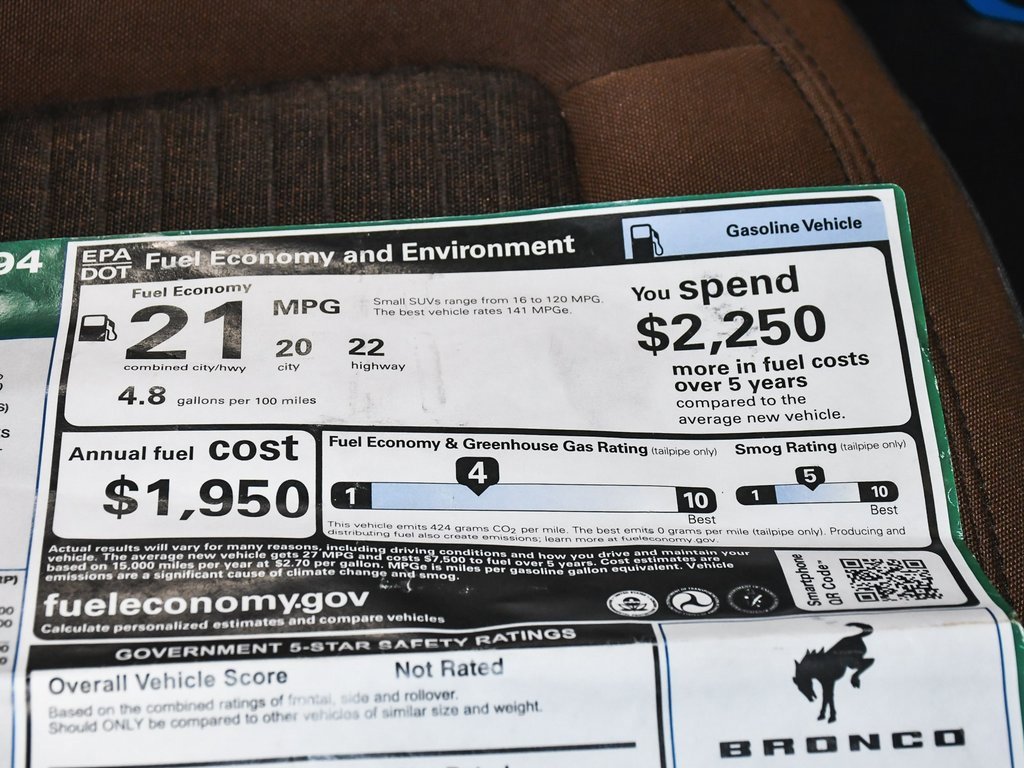 94
EPA
DOT
Fuel Economy and Environment
Gasoline Vehicle
Fuel Economy
21 MPG
combined city/hwy
20
city
22
highway
Small SUVs range from 16 to 120 MPG.
The best vehicle rates 141 MPGe.
4.8 gallons per 100 miles
You spend
$2,250
more in fuel costs
over 5 years
compared to the
average new vehicle.
Annual fuel cost
$1,950
Fuel Economy & Greenhouse Gas Rating (tailpipe only)
1
4
10
Best
Smog Rating (tailpipe only)
1
5
10
Best
This vehicle emits 424 grams CO2 per mile. The best emits 0 grams per mile (tailpipe only). Producing and
distributing fuel also create emissions; learn more at fueleconomy.gov.
Actual results will vary for many reasons, including driving conditions and how you drive and maintain your
vehicle. The average new vehicle gets 27 MPG and costs $7,500 to fuel over 5 years. Cost estimates are
based on 15,000 miles per year at $2.70 per gallon. MPGe is miles per gasoline gallon equivalent. Vehicle
emissions are a significant cause of climate change and smog.
fueleconomy.gov
Calculate personalized estimates and compare vehicles
Smartphone
QR Code™
GOVERNMENT 5-STAR SAFETY RATINGS
Overall Vehicle Score
Not Rated
Based on the combined ratings of frontal, side and rollover.
Should ONLY be compared to other vehicles of similar size and weight.
BRONCO